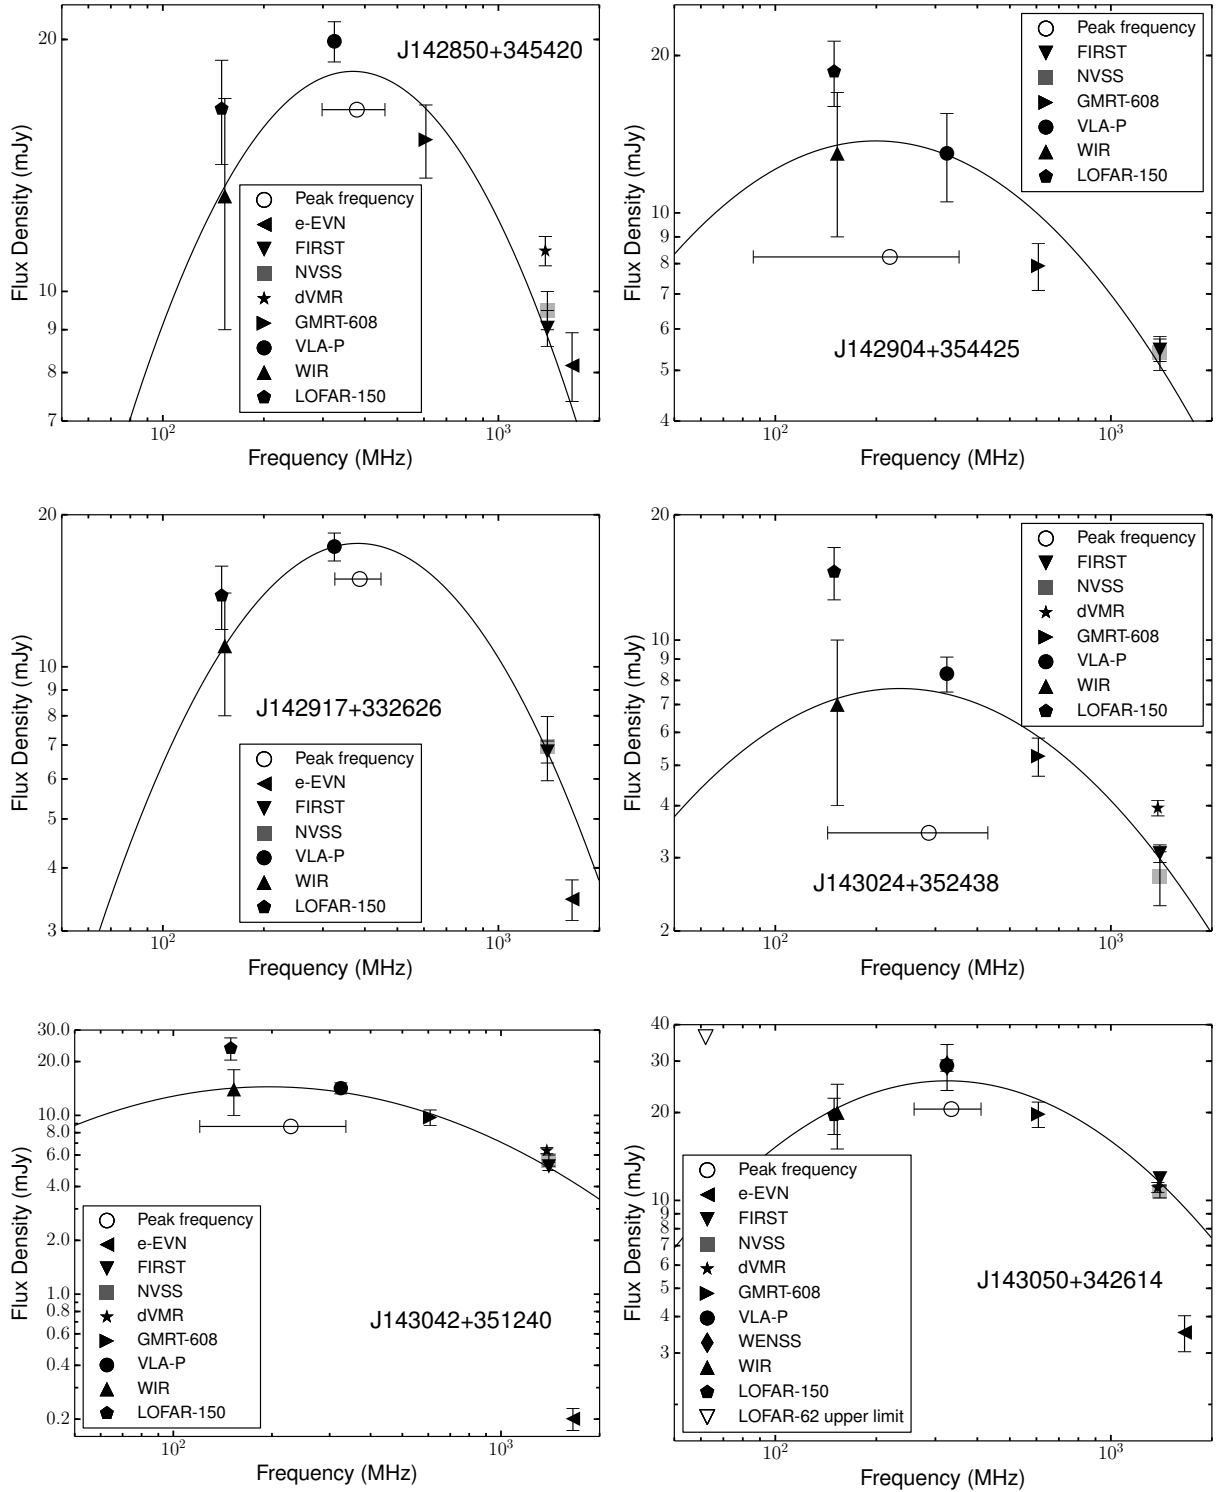 J142850+345420
20
10
9
8
7
10²
10³
Flux Density (mJy)
Frequency (MHz)
Peak frequency
e-EVN
FIRST
NVSS
dVMR
GMRT-608
VLA-P
WIR
LOFAR-150
J142904+354425
20
10
9
8
7
6
5
4
10²
10³
Flux Density (mJy)
Frequency (MHz)
Peak frequency
FIRST
NVSS
GMRT-608
VLA-P
WIR
LOFAR-150
J142917+332626
20
10
9
8
7
6
5
4
3
10²
10³
Flux Density (mJy)
Frequency (MHz)
Peak frequency
e-EVN
FIRST
NVSS
VLA-P
WIR
LOFAR-150
J143024+352438
20
10
9
8
7
6
5
4
3
2
10²
10³
Flux Density (mJy)
Frequency (MHz)
Peak frequency
FIRST
NVSS
dVMR
GMRT-608
VLA-P
WIR
LOFAR-150
J143042+351240
30.0
20.0
10.0
8.0
6.0
4.0
2.0
1.0
0.8
0.6
0.4
0.2
10²
10³
Flux Density (mJy)
Frequency (MHz)
Peak frequency
e-EVN
FIRST
NVSS
dVMR
GMRT-608
VLA-P
WIR
LOFAR-150
J143050+342614
40
30
20
10
9
8
7
6
5
4
3
10²
10³
Flux Density (mJy)
Frequency (MHz)
Peak frequency
e-EVN
FIRST
NVSS
dVMR
GMRT-608
VLA-P
WENSS
WIR
LOFAR-150
LOFAR-62 upper limit